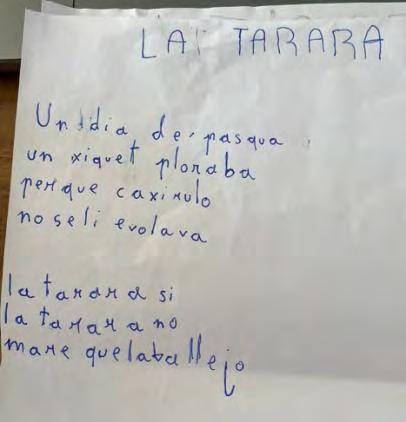 LA TARARA
Un dia de pasqua
un xiquet ploraba
perque caxirulo
no seli evolava
la tarara si
la tarara no
mare quelaballejo